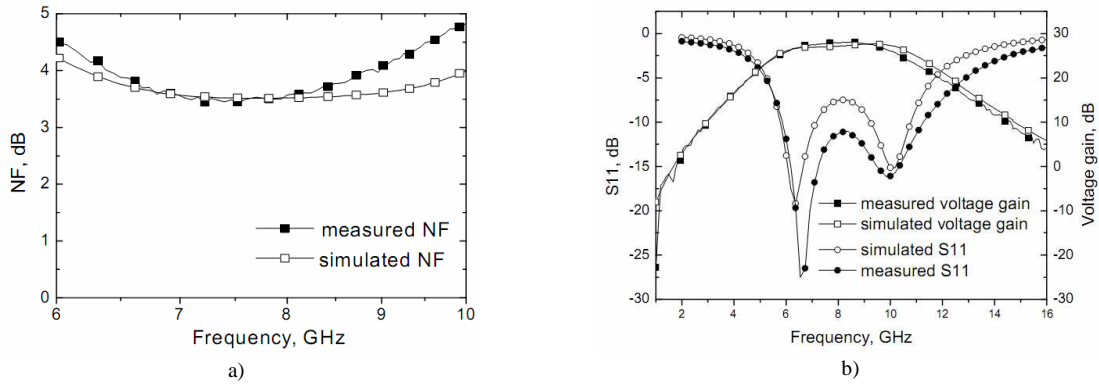 5
4
3
2
1
0
NF, dB
measured NF
simulated NF
6
7
8
9
10
Frequency, GHz
a)
0
-5
-10
-15
-20
-25
-30
S11, dB
30
20
10
0
-10
-20
-30
Voltage gain, dB
measured voltage gain
simulated voltage gain
simulated S11
measured S11
2
4
6
8
10
12
14
16
Frequency, GHz
b)